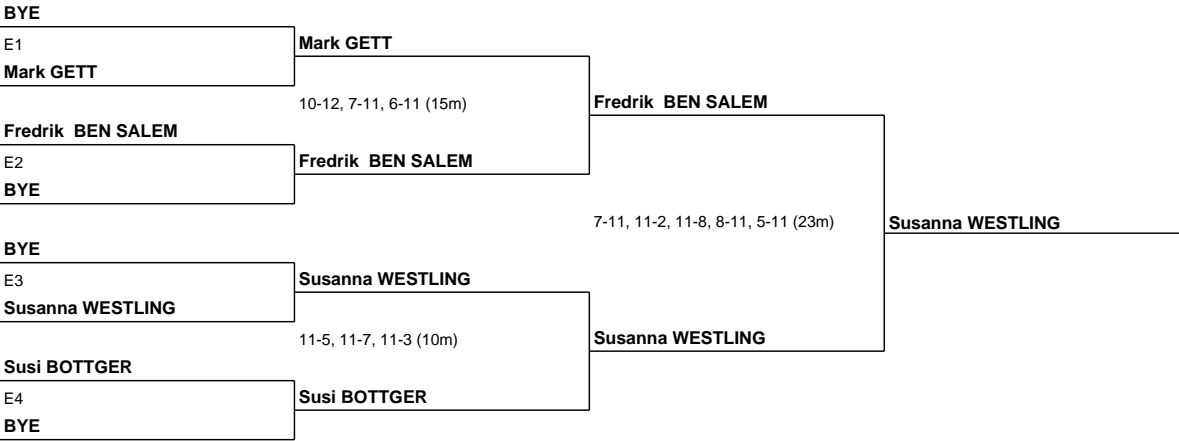 BYE
E1
Mark GETT
Mark GETT
10-12, 7-11, 6-11 (15m)
Fredrik BEN SALEM
Fredrik BEN SALEM
E2
Fredrik BEN SALEM
BYE
7-11, 11-2, 11-8, 8-11, 5-11 (23m)
Susanna WESTLING
BYE
E3
Susanna WESTLING
Susanna WESTLING
11-5, 11-7, 11-3 (10m)
Susanna WESTLING
Susi BOTTGER
E4
Susi BOTTGER
BYE